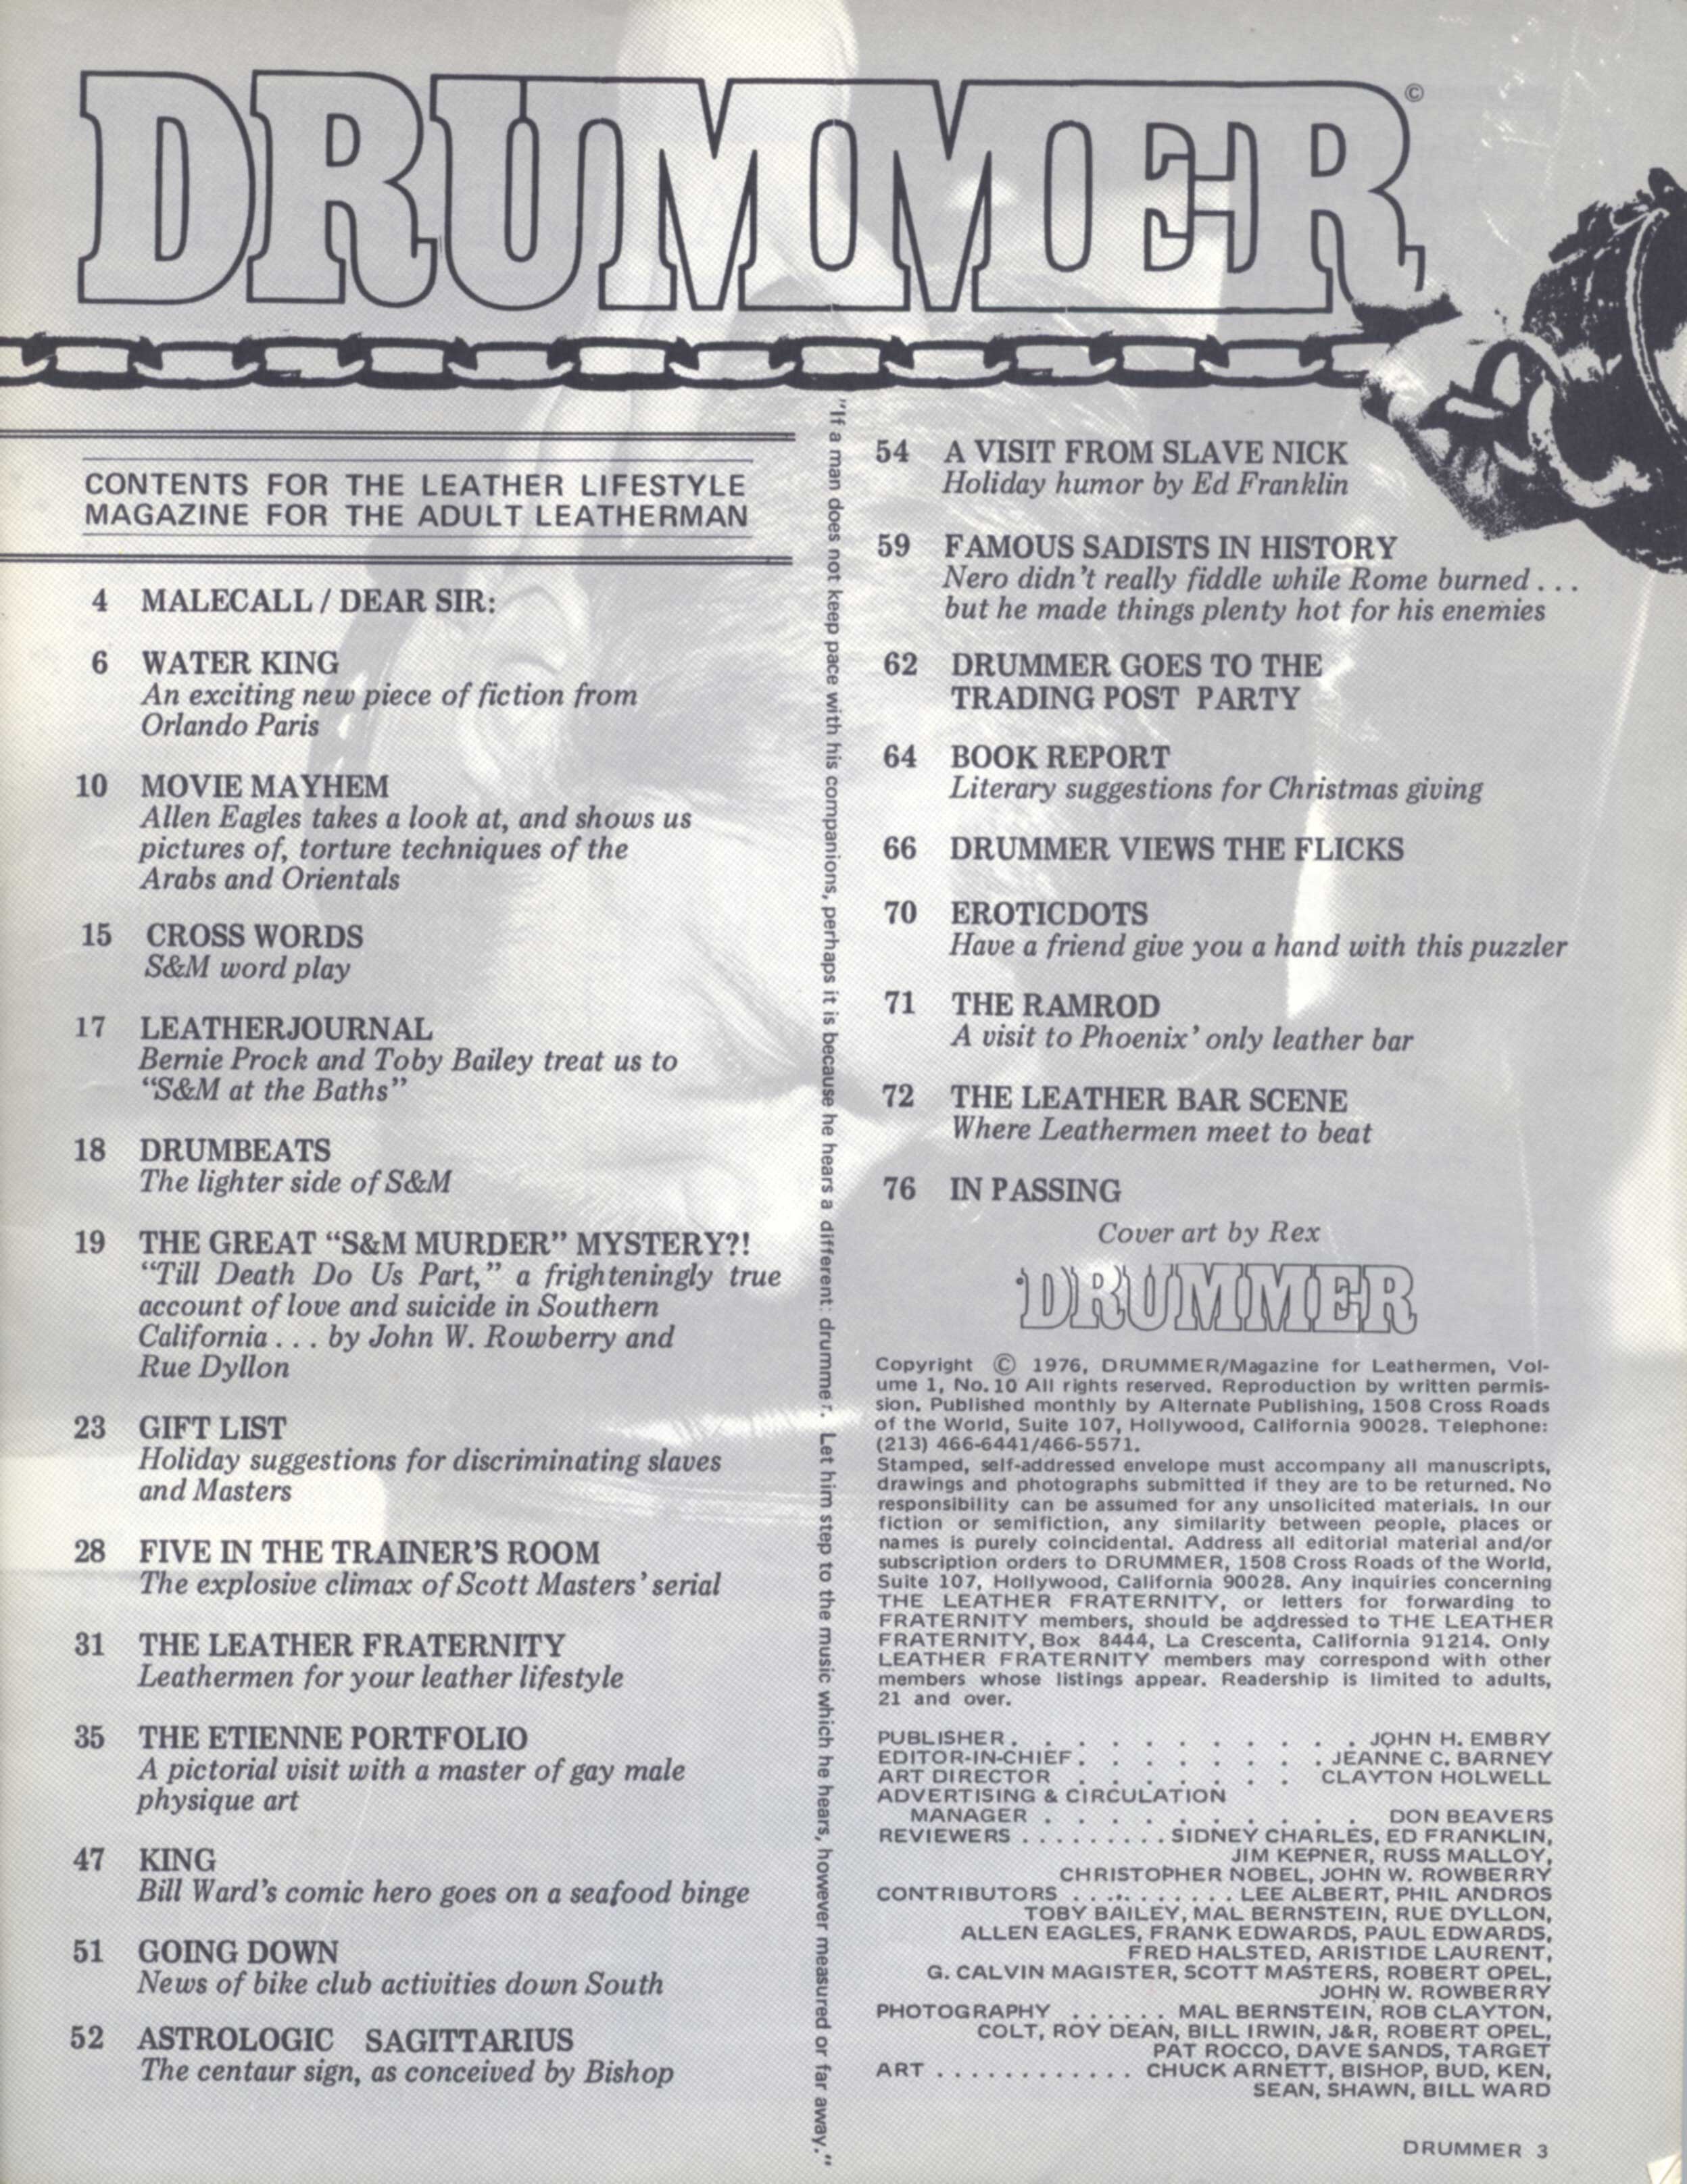 DRUMMER©
CONTENTS FOR THE LEATHER LIFESTYLE
MAGAZINE FOR THE ADULT LEATHERMAN
4 MALECALL / DEAR SIR:
6 WATER KING
An exciting new piece of fiction from
Orlando Paris
10 MOVIE MAYHEM
Allen Eagles takes a look at, and shows us
pictures of, torture techniques of the
Arabs and Orientals
15 CROSS WORDS
S&M word play
17 LEATHERJOURNAL
Bernie Prock and Toby Bailey treat us to
“S&M at the Baths”
18 DRUMBEATS
The lighter side of S&M
19 THE GREAT “S&M MURDER” MYSTERY?!
“Till Death Do Us Part,” a frighteningly true
account of love and suicide in Southern
California . . . by John W. Rowberry and
Rue Dyllon
23 GIFT LIST
Holiday suggestions for discriminating slaves
and Masters
28 FIVE IN THE TRAINER’S ROOM
The explosive climax of Scott Masters’ serial
31 THE LEATHER FRATERNITY
Leathermen for your leather lifestyle
35 THE ETIENNE PORTFOLIO
A pictorial visit with a master of gay male
physique art
47 KING
Bill Ward’s comic hero goes on a seafood binge
51 GOING DOWN
News of bike club activities down South
52 ASTROLOGIC SAGITTARIUS
The centaur sign, as conceived by Bishop
"If a man does not keep pace with his companions, perhaps it is because he hears a different drummer. Let him step to the music which he hears, however measured or far away."
54 A VISIT FROM SLAVE NICK
Holiday humor by Ed Franklin
59 FAMOUS SADISTS IN HISTORY
Nero didn’t really fiddle while Rome burned . . .
but he made things plenty hot for his enemies
62 DRUMMER GOES TO THE
TRADING POST PARTY
64 BOOK REPORT
Literary suggestions for Christmas giving
66 DRUMMER VIEWS THE FLICKS
70 EROTICDOTS
Have a friend give you a hand with this puzzler
71 THE RAMROD
A visit to Phoenix’ only leather bar
72 THE LEATHER BAR SCENE
Where Leathermen meet to beat
76 IN PASSING
Cover art by Rex
DRUMMER
Copyright © 1976, DRUMMER/Magazine for Leathermen, Vol-
ume 1, No. 10 All rights reserved. Reproduction by written permis-
sion. Published monthly by Alternate Publishing, 1508 Cross Roads
of the World, Suite 107, Hollywood, California 90028. Telephone:
(213) 466-6441/466-5571.
Stamped, self-addressed envelope must accompany all manuscripts,
drawings and photographs submitted if they are to be returned. No
responsibility can be assumed for any unsolicited materials. In our
fiction or semifiction, any similarity between people, places or
names is purely coincidental. Address all editorial material and/or
subscription orders to DRUMMER, 1508 Cross Roads of the World,
Suite 107, Hollywood, California 90028. Any inquiries concerning
THE LEATHER FRATERNITY, or letters for forwarding to
FRATERNITY members, should be addressed to THE LEATHER
FRATERNITY, Box 8444, La Crescenta, California 91214. Only
LEATHER FRATERNITY members may correspond with other
members whose listings appear. Readership is limited to adults,
21 and over.
PUBLISHER. . . . . . . . . . . JOHN H. EMBRY
EDITOR-IN-CHIEF. . . . . . . . JEANNE C. BARNEY
ART DIRECTOR . . . . . . . CLAYTON HOLWELL
ADVERTISING & CIRCULATION
MANAGER . . . . . . . . . . DON BEAVERS
REVIEWERS . . . . . . . . . SIDNEY CHARLES, ED FRANKLIN,
JIM KEPNER, RUSS MALLOY,
CHRISTOPHER NOBEL, JOHN W. ROWBERRY
CONTRIBUTORS . . . . . . . . . . . LEE ALBERT, PHIL ANDROS
TOBY BAILEY, MAL BERNSTEIN, RUE DYLLON,
ALLEN EAGLES, FRANK EDWARDS, PAUL EDWARDS,
FRED HALSTED, ARISTIDE LAURENT,
G. CALVIN MAGISTER, SCOTT MASTERS, ROBERT OPEL,
JOHN W. ROWBERRY
PHOTOGRAPHY . . . . . . MAL BERNSTEIN, ROB CLAYTON,
COLT, ROY DEAN, BILL IRWIN, J&R, ROBERT OPEL,
PAT ROCCO, DAVE SANDS, TARGET
ART . . . . . . . . . . . . CHUCK ARNETT, BISHOP, BUD, KEN,
SEAN, SHAWN, BILL WARD
DRUMMER 3